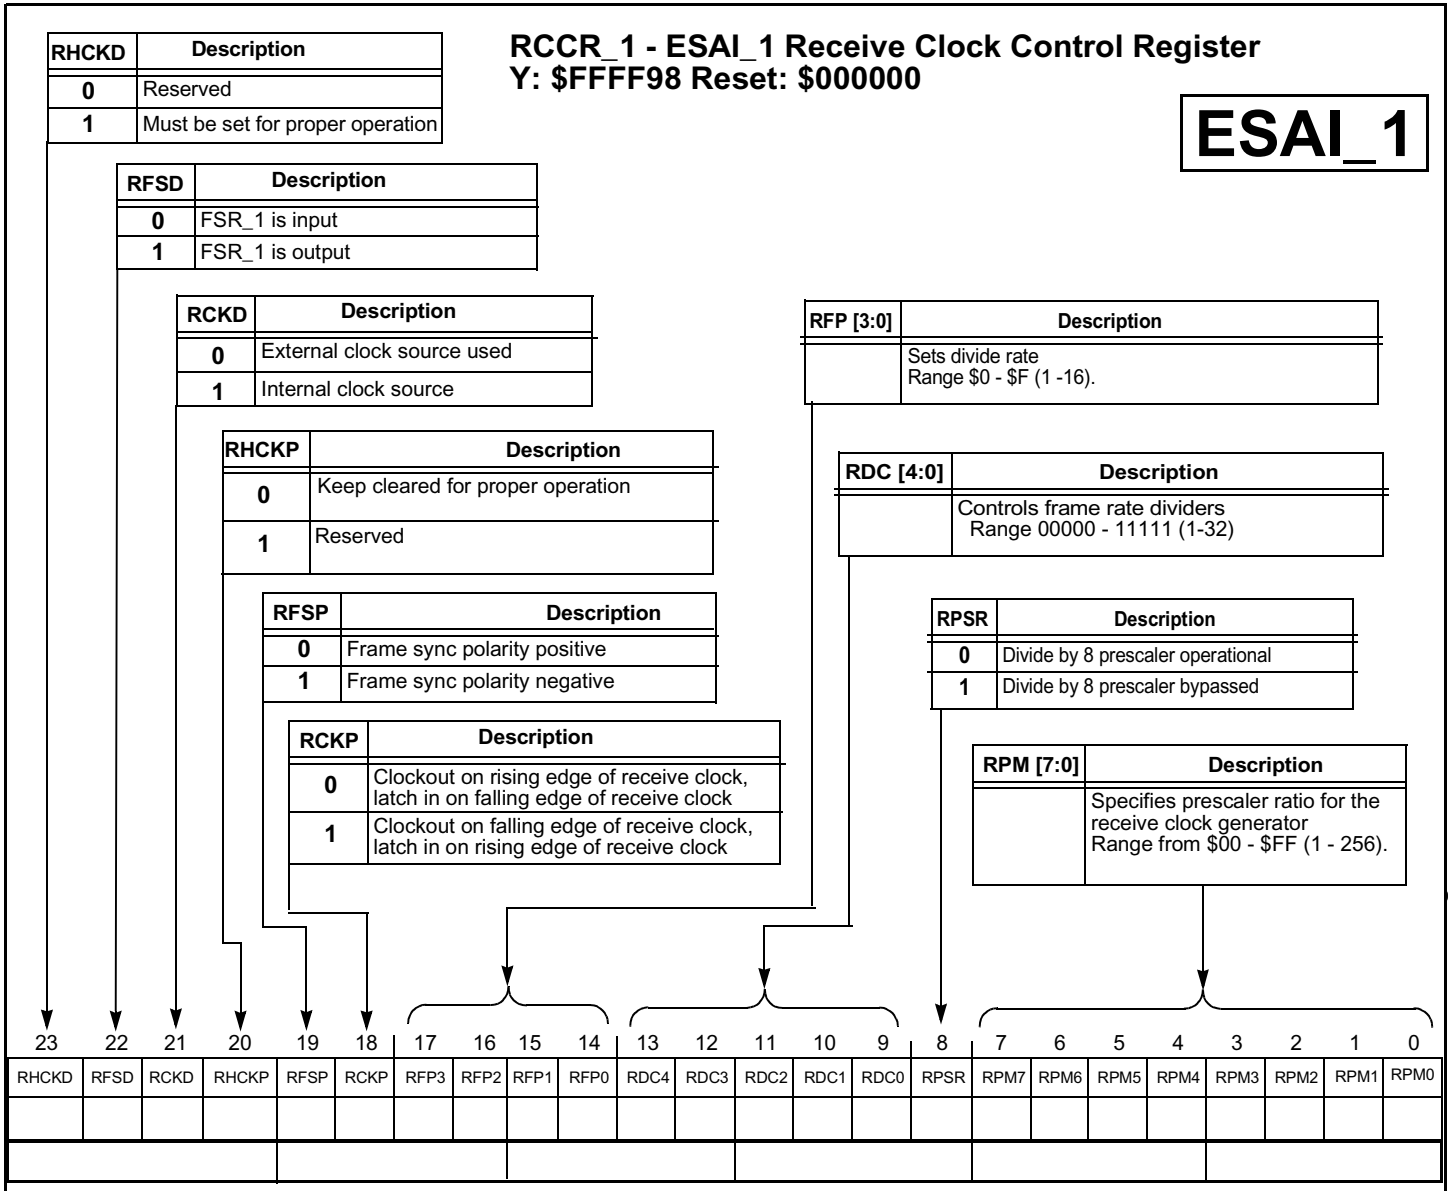 RCCR_1 - ESAI_1 Receive Clock Control Register
Y: $FFFF98 Reset: $000000
ESAI_1
RHCKD Description
0 Reserved
1 Must be set for proper operation
RFSD Description
0 FSR_1 is input
1 FSR_1 is output
RCKD Description
0 External clock source used
1 Internal clock source
RHCKP Description
0 Keep cleared for proper operation
1 Reserved
RFSP Description
0 Frame sync polarity positive
1 Frame sync polarity negative
RCKP Description
0 Clockout on rising edge of receive clock,
latch in on falling edge of receive clock
1 Clockout on falling edge of receive clock,
latch in on rising edge of receive clock
RFP [3:0] Description
Sets divide rate
Range $0 - $F (1 -16).
RDC [4:0] Description
Controls frame rate dividers
Range 00000 - 11111 (1-32)
RPSR Description
0 Divide by 8 prescaler operational
1 Divide by 8 prescaler bypassed
RPM [7:0] Description
Specifies prescaler ratio for the
receive clock generator
Range from $00 - $FF (1 - 256).
23 22 21 20 19 18 17 16 15 14 13 12 11 10 9 8 7 6 5 4 3 2 1 0
RHCKD RFSD RCKD RHCKP RFSP RCKP RFP3 RFP2 RFP1 RFP0 RDC4 RDC3 RDC2 RDC1 RDC0 RPSR RPM7 RPM6 RPM5 RPM4 RPM3 RPM2 RPM1 RPM0